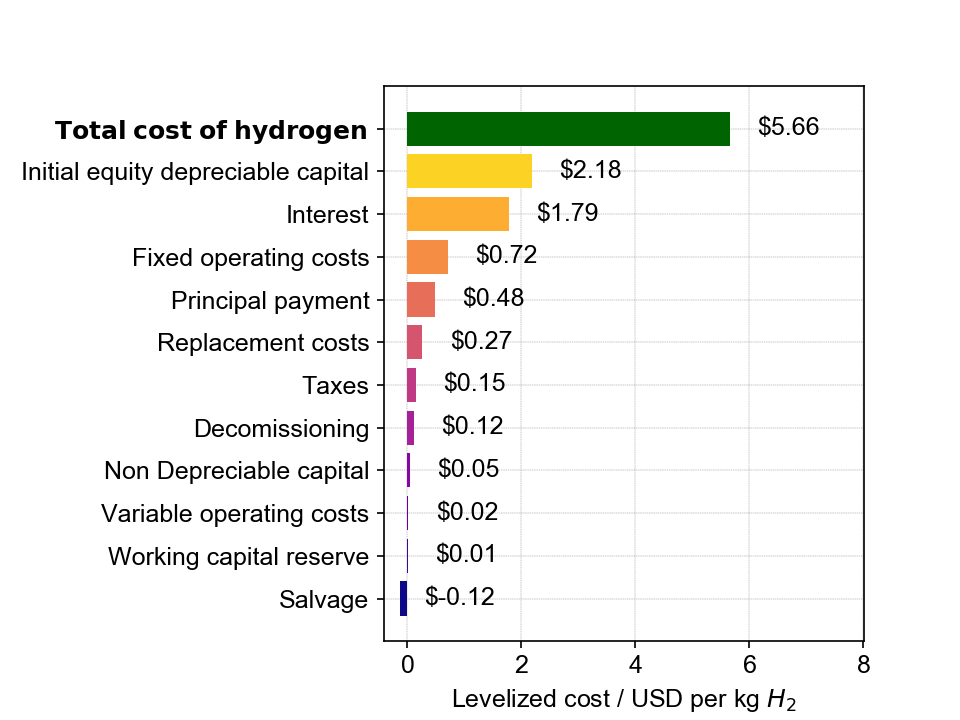 Total cost of hydrogen $5.66
Initial equity depreciable capital $2.18
Interest $1.79
Fixed operating costs $0.72
Principal payment $0.48
Replacement costs $0.27
Taxes $0.15
Decomissioning $0.12
Non Depreciable capital $0.05
Variable operating costs $0.02
Working capital reserve $0.01
Salvage $-0.12
0 2 4 6 8
Levelized cost / USD per kg H₂